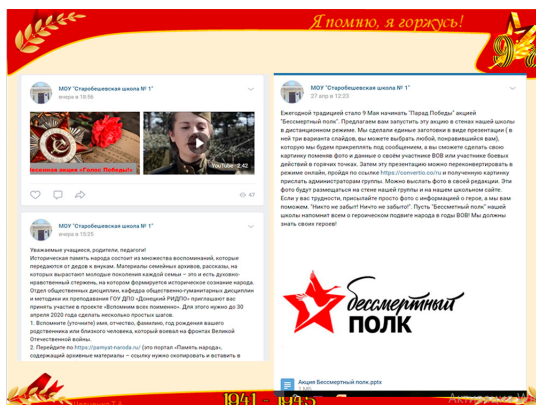 Я помню, я горжусь!
МОУ "Старобешевская школа № 1"
вчера в 18:56
есенная акция «Голос Победы!»
YouTube 2:42
47
МОУ "Старобешевская школа № 1"
вчера в 15:25
Уважаемые учащиеся, родители, педагоги!
Историческая память народа состоит из множества воспоминаний, которые
передаются от дедов к внукам. Материалы семейных архивов, рассказы, на
которых вырастают молодые поколения каждой семьи – это и есть духовно-
нравственный стержень, на котором формируется историческое сознание народа.
Отдел общественных дисциплин, кафедра общественно-гуманитарных дисциплин
и методики их преподавания ГОУ ДПО «Донецкий РИДПО» приглашают вас
принять участие в проекте «Вспомним всех поименно». Для этого нужно до 30
апреля 2020 года сделать несколько простых шагов.
1. Вспомните (уточните) имя, отчество, фамилию, год рождения вашего
родственника или близкого человека, который воевал на фронтах Великой
Отечественной войны.
2. Перейдите по https://pamyat-naroda.ru/ (это портал «Память народа»,
содержащий архивные материалы – ссылку нужно скопировать и вставить в
МОУ "Старобешевская школа № 1"
27 апр в 12:23
Ежегодной традицией стало 9 Мая начинать "Парад Победы" акцией
"Бессмертный полк". Предлагаем вам запустить эту акцию в стенах нашей школы
в дистанционном режиме. Мы сделали единые заготовки в виде презентации ( в
ней три варианта слайдов, вы можете выбрать любой, понравившийся вам),
которую мы будем прикреплять под сообщением, а вы сможете сделать свою
картинку поменяв фото и данные о своём участнике ВОВ или участнике боевых
действий в горячих точках. Затем эту презентацию можно переконвертировать в
режиме онлайн, пройдя по ссылке https://convertio.co/ru и полученную картинку
прислать администраторам группы. Можно выслать фото в своей редакции. Эти
фото будут размещаться на стене нашей группы и на нашем школьном сайте.
Если у вас трудности, присылайте просто фото с информацией о герое, а мы вам
поможем. "Никто не забыт! Ничто не забыто!". Пусть "Бессметный полк" нашей
школы напомнит всем о героическом подвиге народа в годы ВОВ! Мы должны
знать своих героев!
бессмертный
ПОЛК
Акция Бессмертный полк.pptx
1941 - 1945